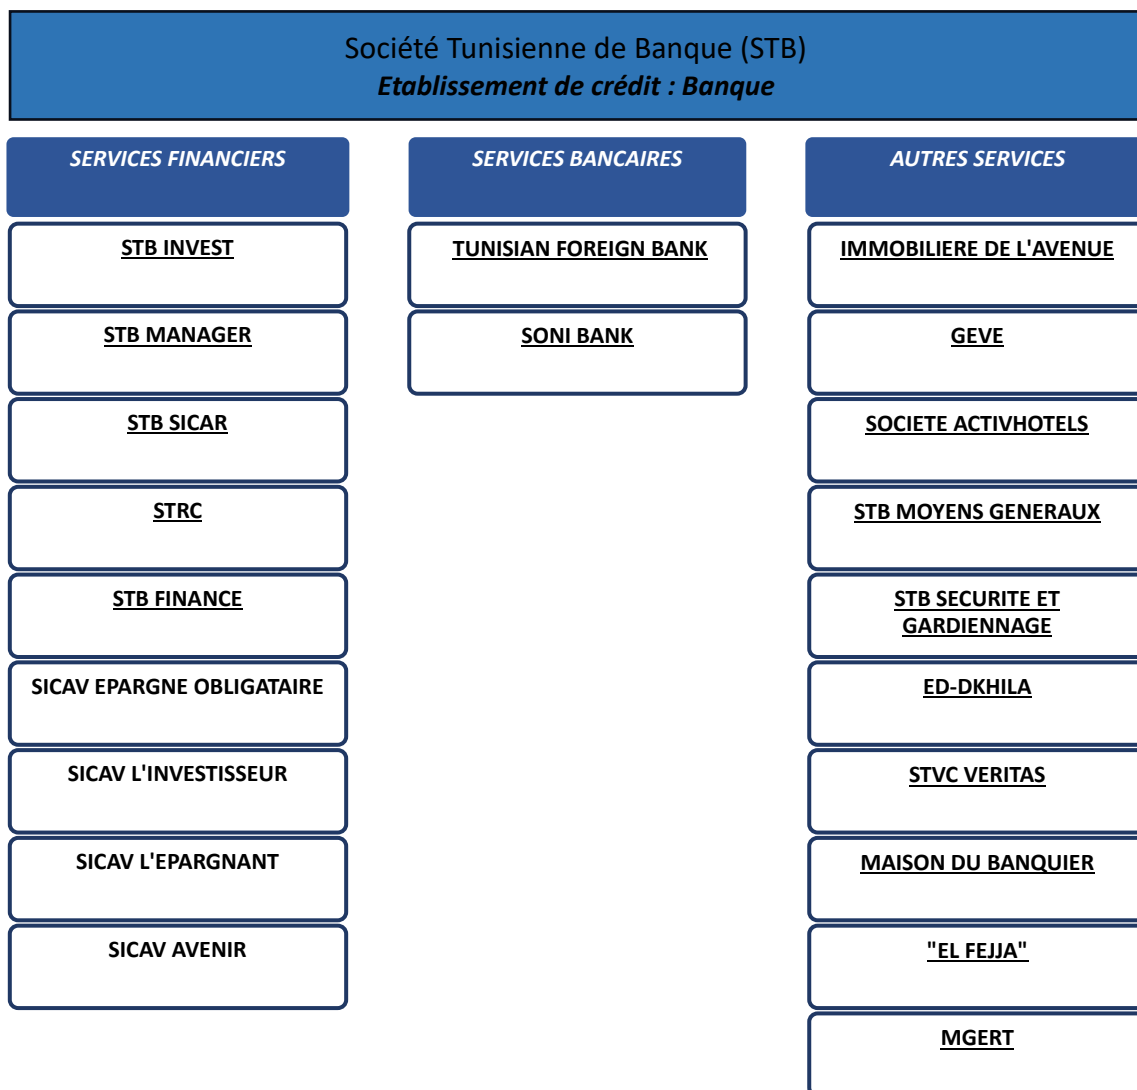 Société Tunisienne de Banque (STB)
Etablissement de crédit : Banque
SERVICES FINANCIERS
STB INVEST
STB MANAGER
STB SICAR
STRC
STB FINANCE
SICAV EPARGNE OBLIGATAIRE
SICAV L'INVESTISSEUR
SICAV L'EPARGNANT
SICAV AVENIR
SERVICES BANCAIRES
TUNISIAN FOREIGN BANK
SONI BANK
AUTRES SERVICES
IMMOBILIERE DE L'AVENUE
GEVE
SOCIETE ACTIVHOTELS
STB MOYENS GENERAUX
STB SECURITE ET
GARDIENNAGE
ED-DKHILA
STVC VERITAS
MAISON DU BANQUIER
"EL FEJJA"
MGERT